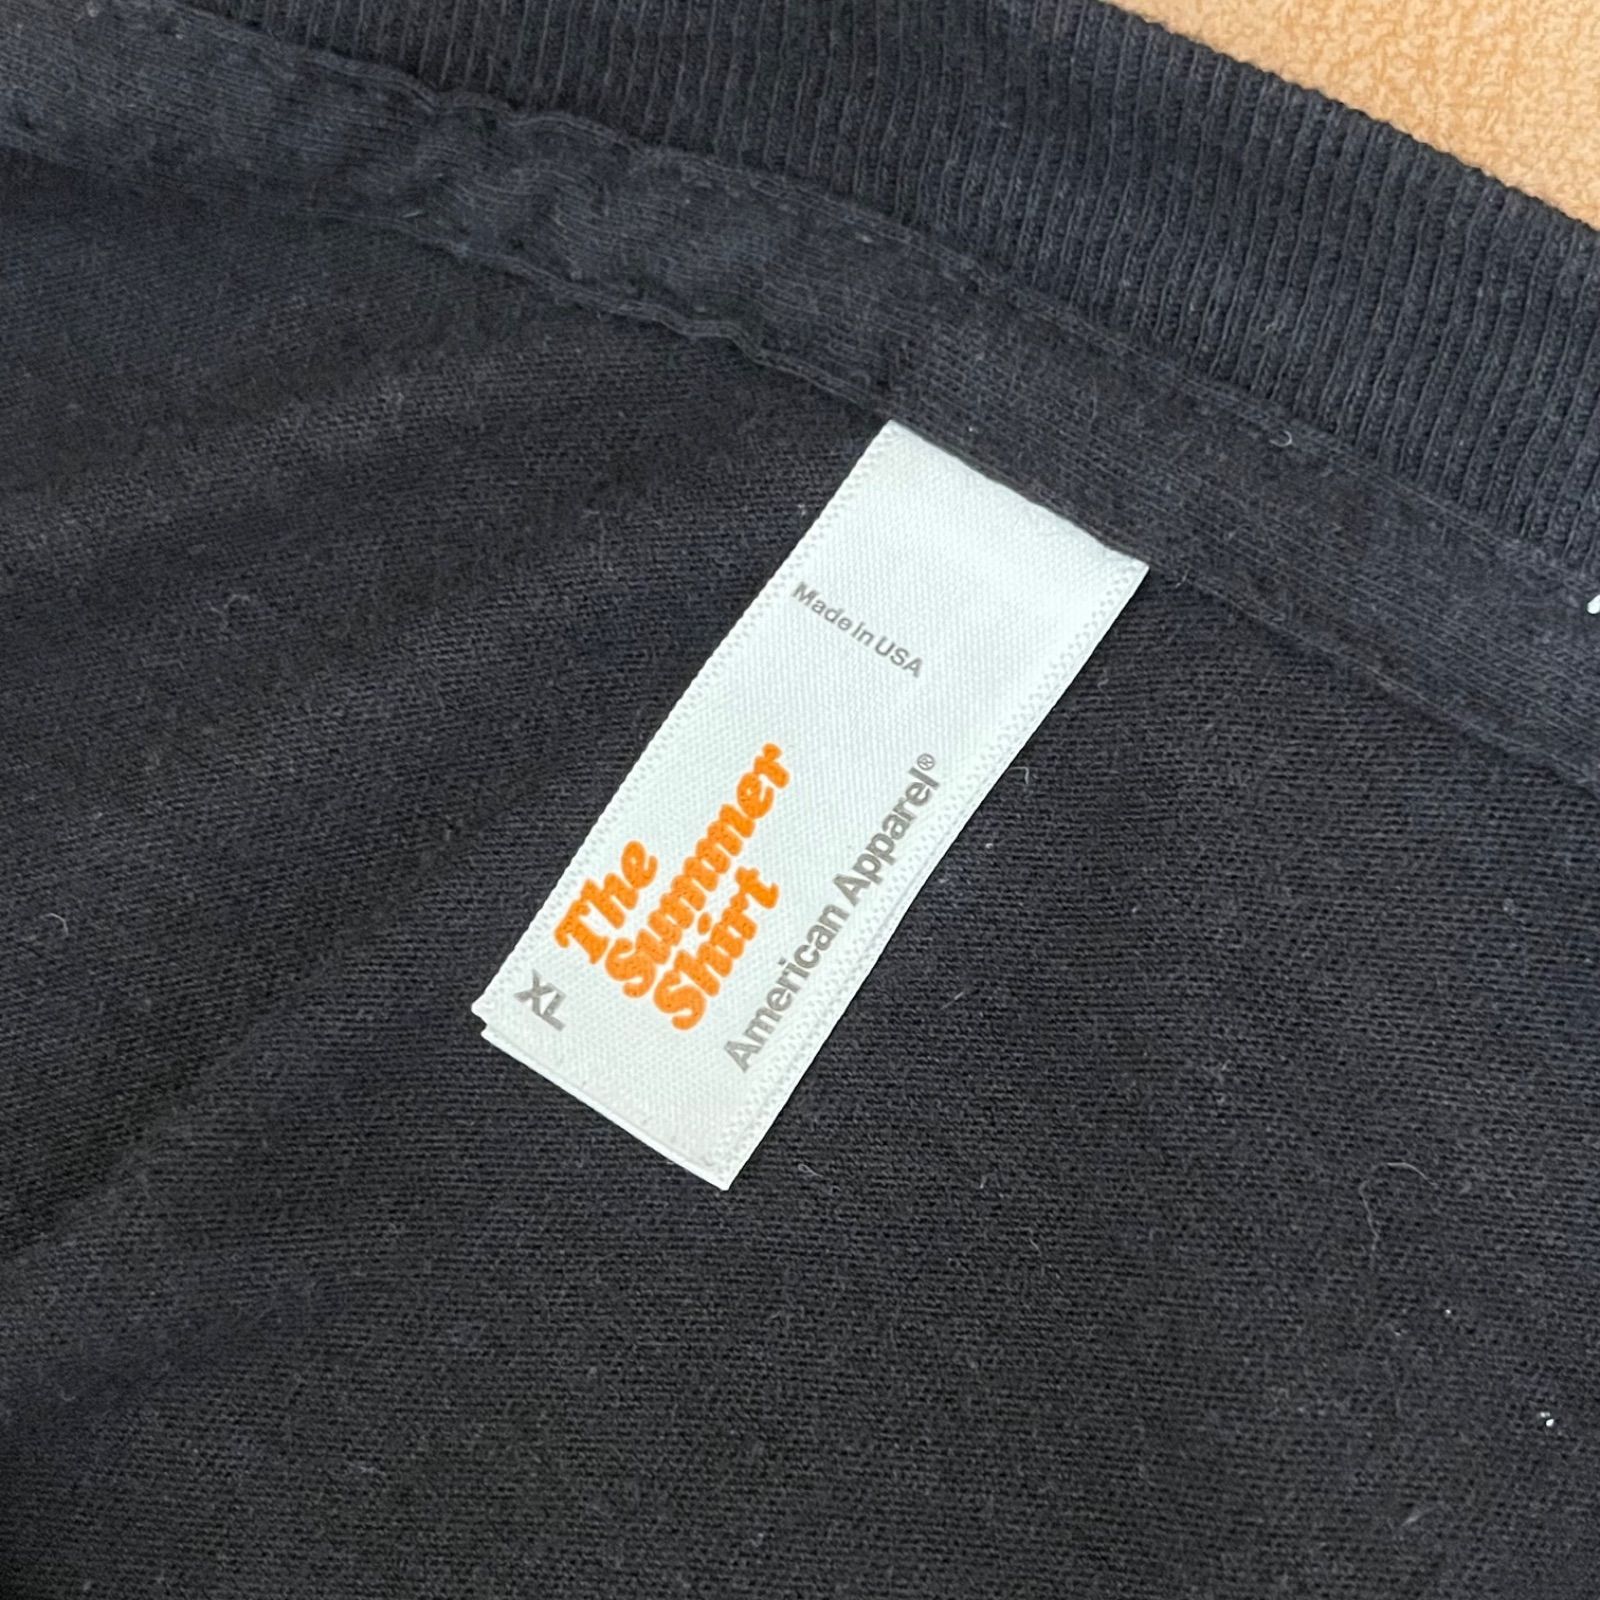 Made in USA
The
Summer
Shirt
American Apparel®
XL